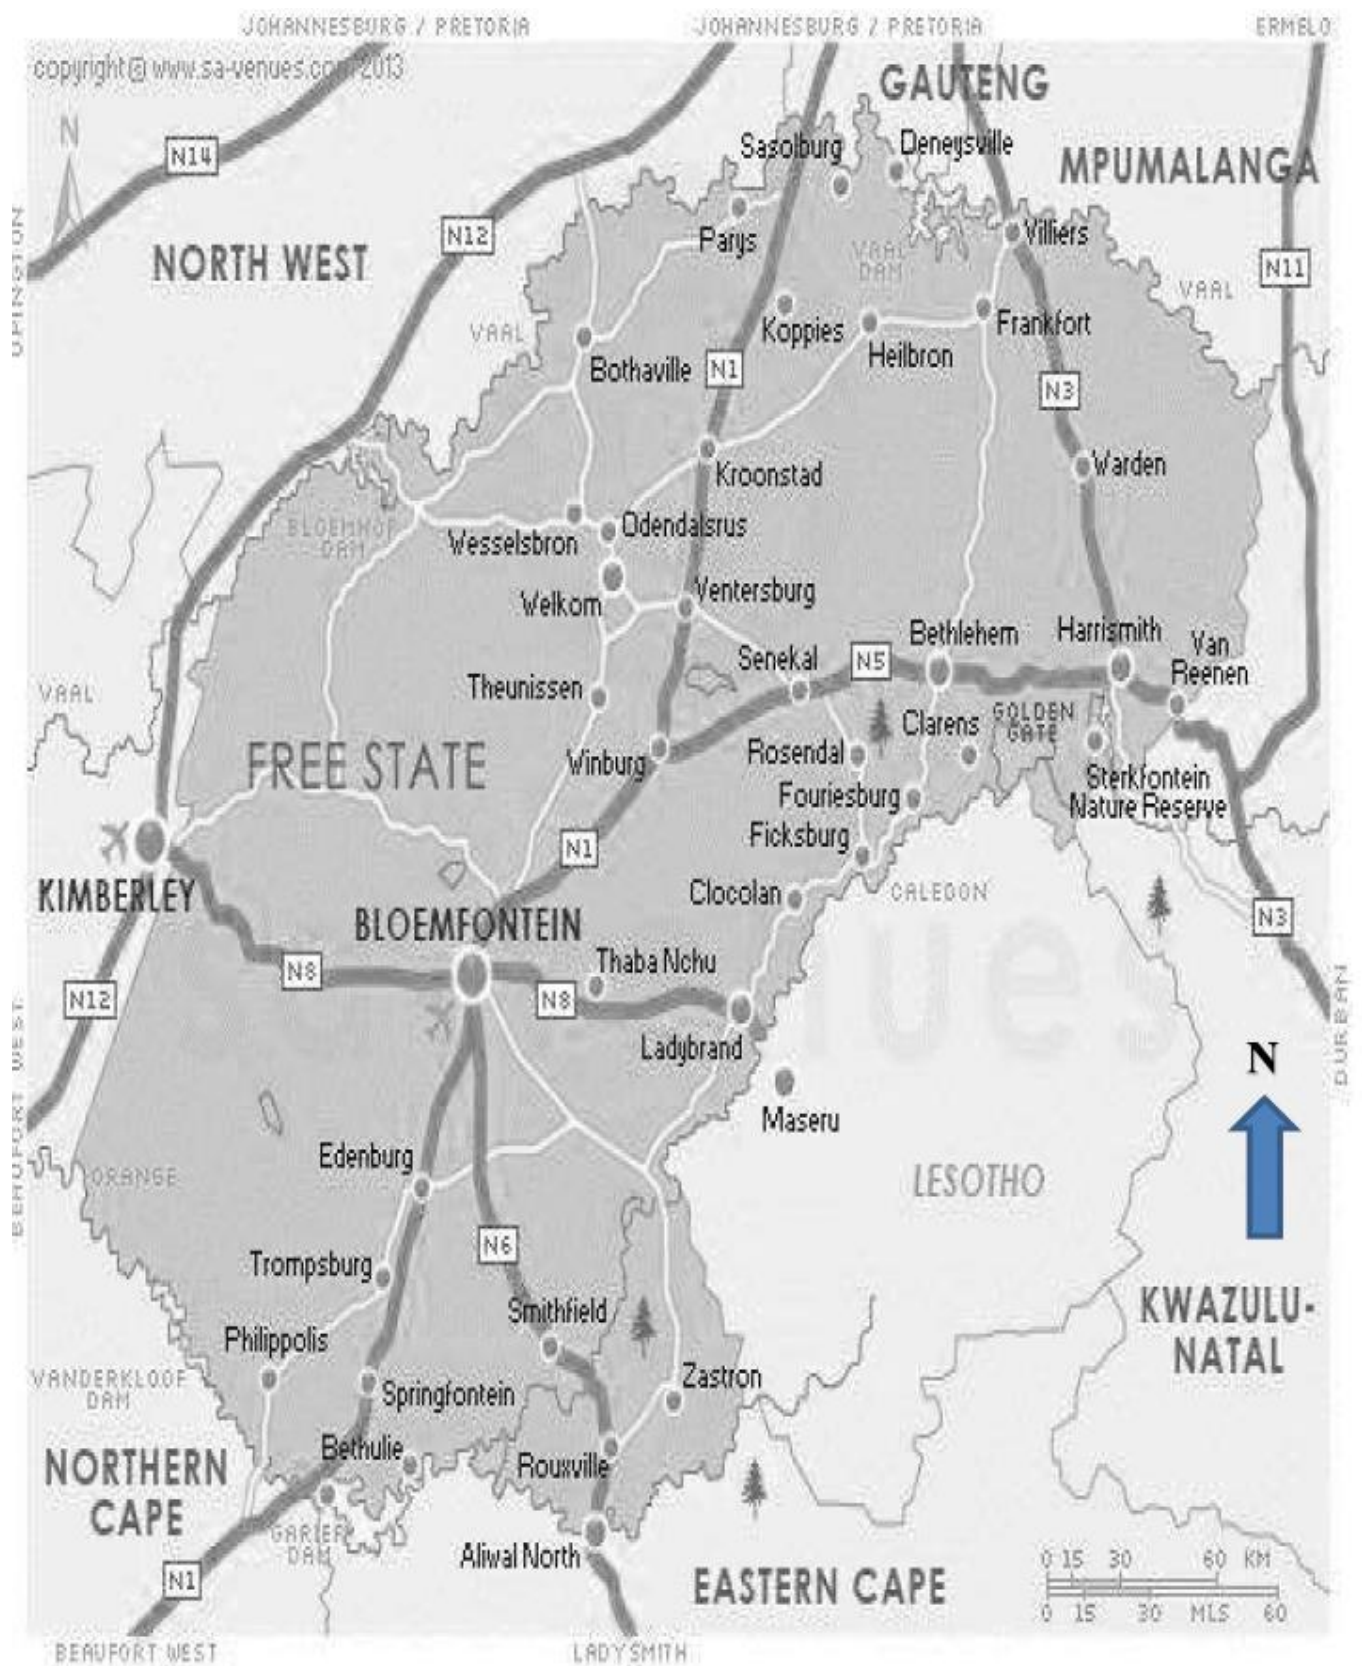 JOHANNESBURG / PRETORIA
JOHANNESBURG / PRETORIA
ERMELO
copyright © www.sa-venues.com 2013
GAUTENG
N
N14
Sasolburg
Deneysville
MPUMALANGA
UPINGTON
NORTH WEST
N12
Parys
VAAL
DAM
Villiers
N11
VAAL
VAAL
Koppies
Heilbron
Frankfort
Bothaville
N1
N3
Kroonstad
Warden
BLOEMHOF
DAM
Wesselsbron
Odendalsrus
Welkom
Ventersburg
Bethlehem
Harrismith
Van
Reenen
Senekal
N5
VAAL
Theunissen
Clarens
GOLDEN
GATE
FREE STATE
Winburg
Rosendal
Sterkfontein
Nature Reserve
Fouriesburg
Ficksburg
N1
KIMBERLEY
Clocolan
CALEDON
BLOEMFONTEIN
N3
Thaba Nchu
N8
N8
N12
DURBAN
BEAUFORT WEST
Ladybrand
N
Maseru
Edenburg
ORANGE
LESOTHO
N6
Trompsburg
Smithfield
KWAZULU-
NATAL
Philippolis
VANDERKLOOF
DAM
Springfontein
Zastron
Bethulie
NORTHERN
CAPE
Rouxville
GARIEP
DAM
Aliwal North
N1
EASTERN CAPE
0 15 30 60 KM
0 15 30 MLS 60
BEAUFORT WEST
LADYSMITH